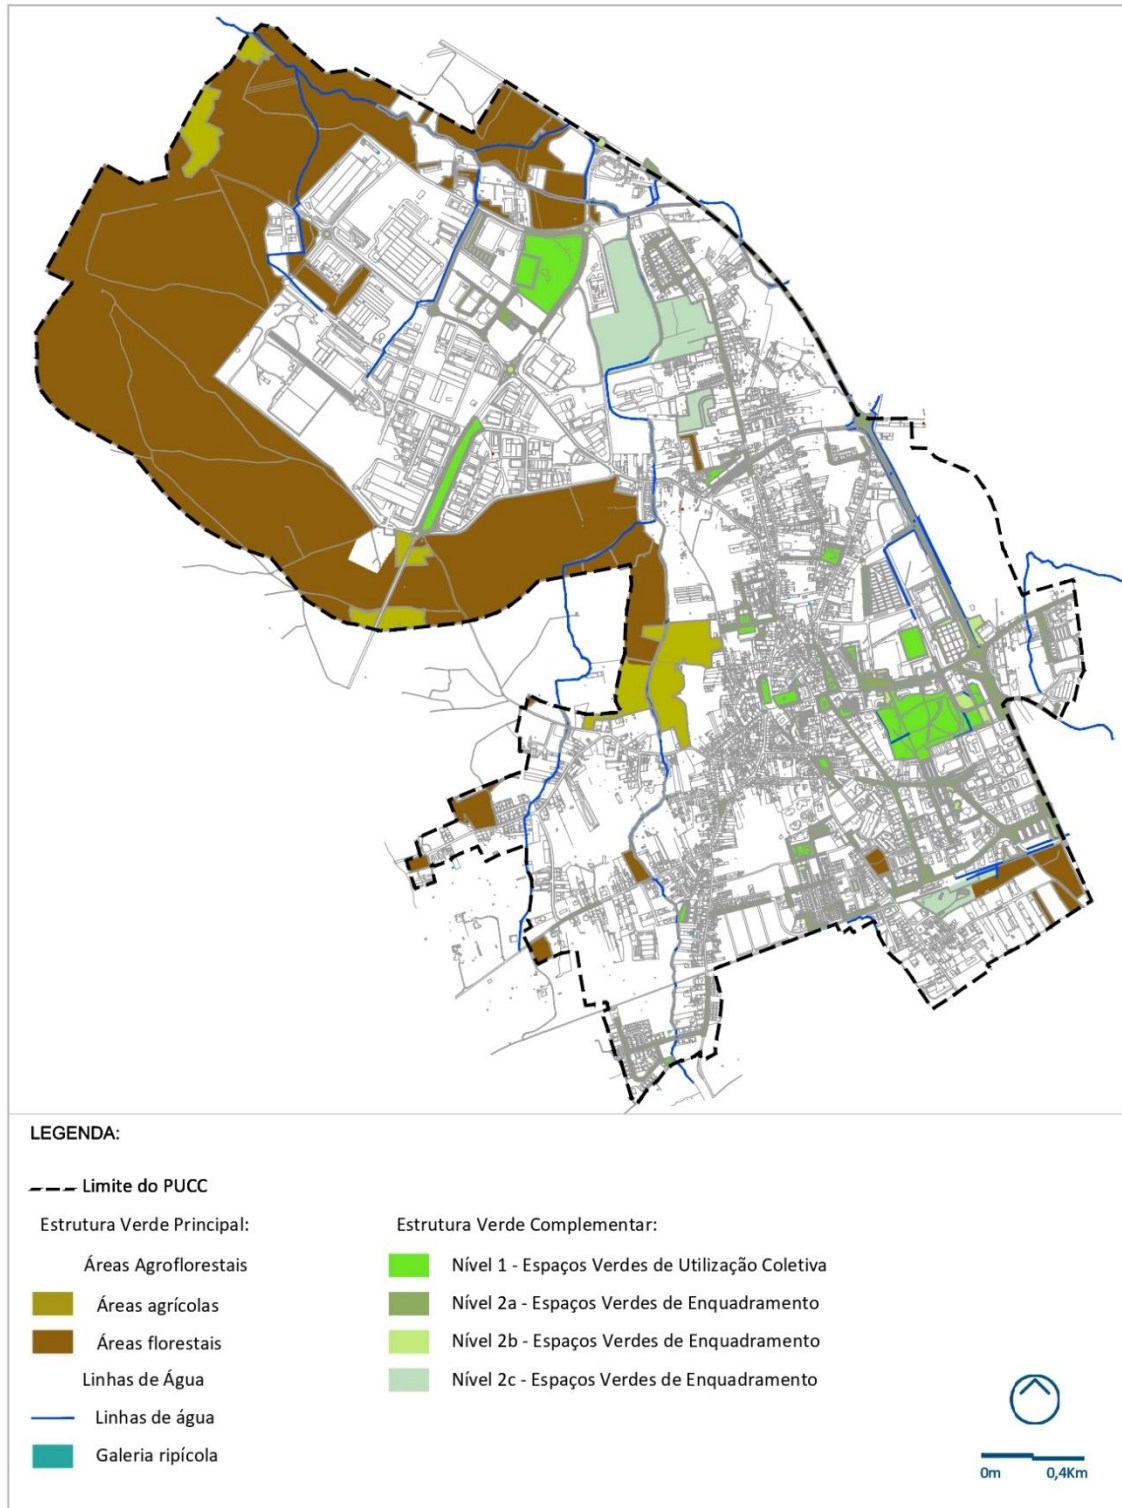 LEGENDA:
Limite do PUCC
Estrutura Verde Principal:
Áreas Agroflorestais
Áreas agrícolas
Áreas florestais
Linhas de Água
Linhas de água
Galeria ripícola
Estrutura Verde Complementar:
Nível 1 - Espaços Verdes de Utilização Coletiva
Nível 2a - Espaços Verdes de Enquadramento
Nível 2b - Espaços Verdes de Enquadramento
Nível 2c - Espaços Verdes de Enquadramento
0m 0,4Km